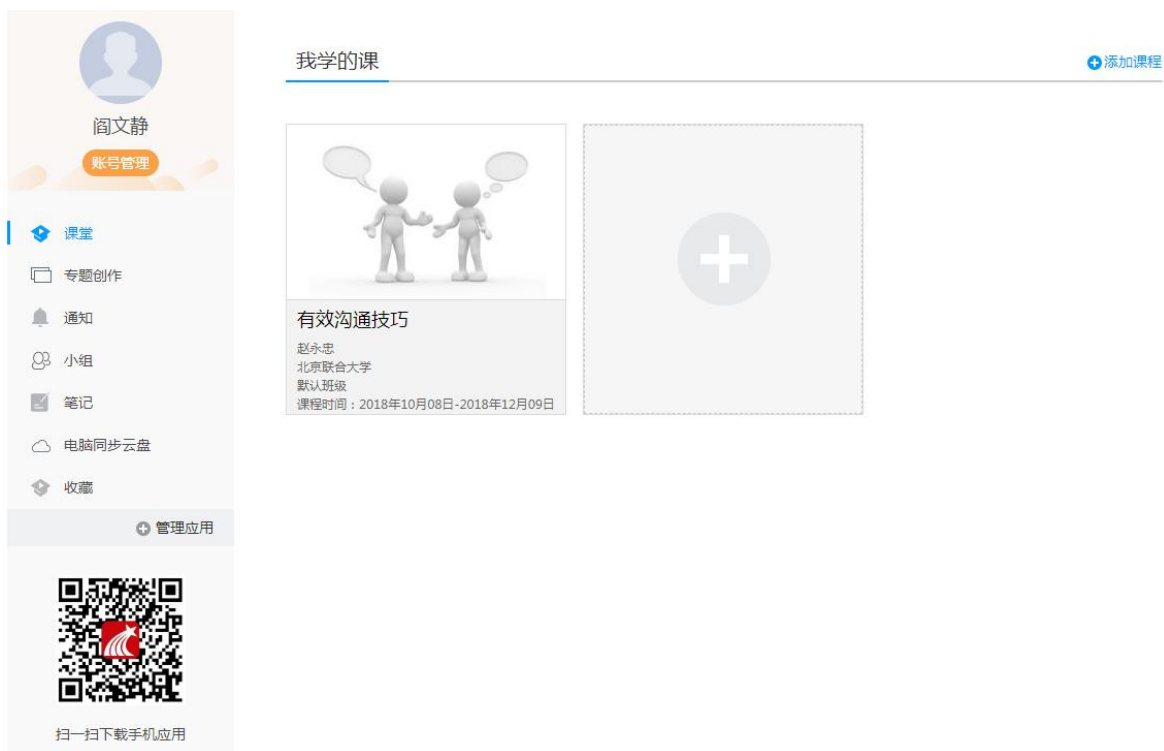 阎文静
账号管理
课堂
专题创作
通知
小组
笔记
电脑同步云盘
收藏
管理应用
扫一扫下载手机应用
我学的课
添加课程
有效沟通技巧
赵永忠
北京联合大学
默认班级
课程时间：2018年10月08日-2018年12月09日